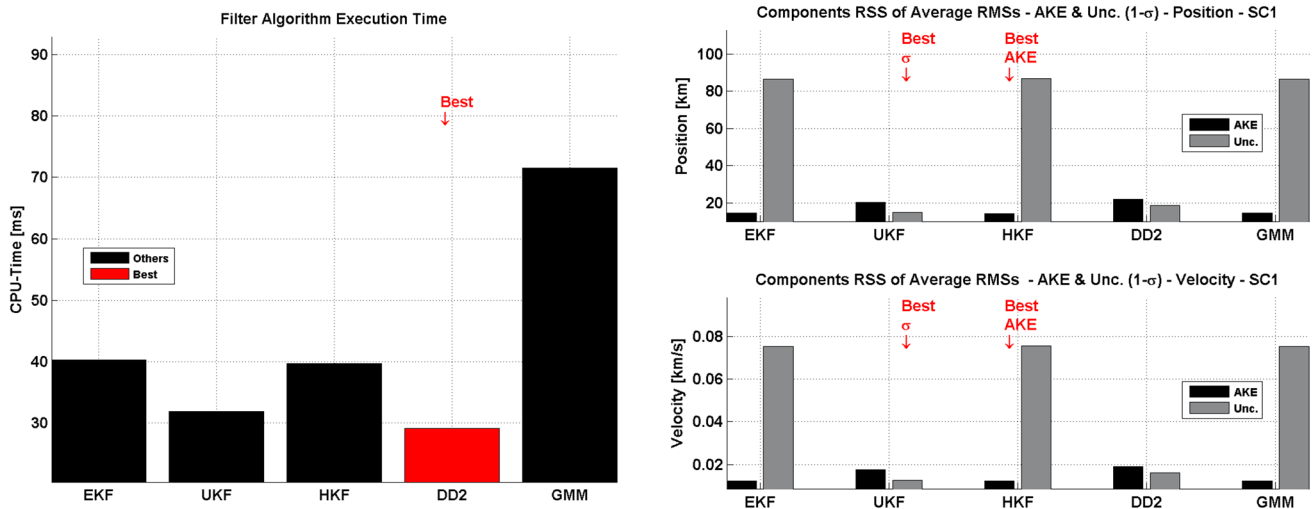 Filter Algorithm Execution Time
CPU-Time [ms]
90
80
70
60
50
40
30
Best
Others
Best
EKF UKF HKF DD2 GMM
Components RSS of Average RMSs - AKE & Unc. (1-σ) - Position - SC1
Position [km]
100
80
60
40
20
Best
σ
Best
AKE
AKE
Unc.
EKF UKF HKF DD2 GMM
Components RSS of Average RMSs - AKE & Unc. (1-σ) - Velocity - SC1
Velocity [km/s]
0.08
0.06
0.04
0.02
Best
σ
Best
AKE
AKE
Unc.
EKF UKF HKF DD2 GMM